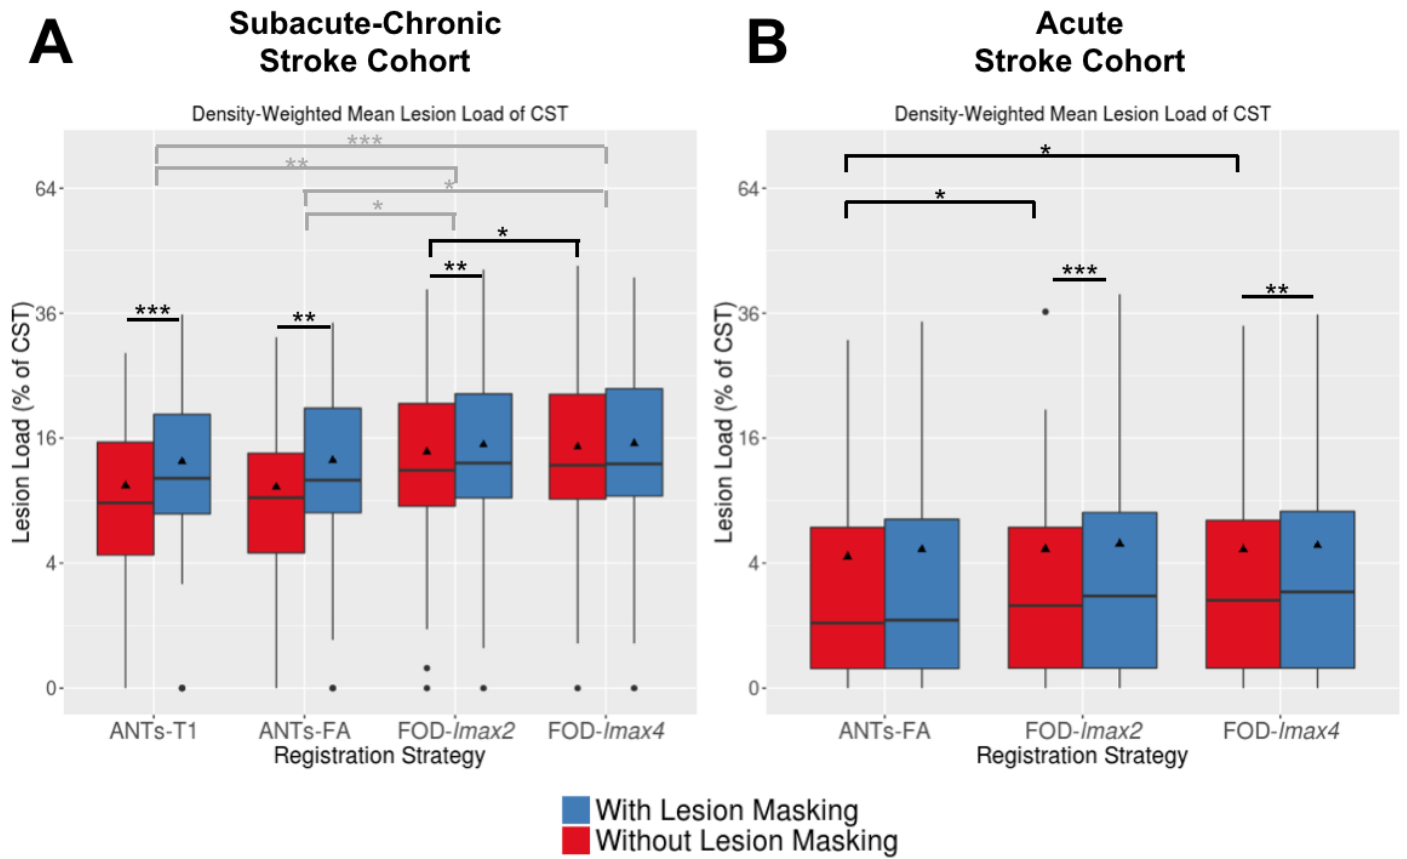 A
Subacute-Chronic
Stroke Cohort
Density-Weighted Mean Lesion Load of CST
***
**
*
*
*
**
***
**
64
36
16
4
0
Lesion Load (% of CST)
ANTs-T1
ANTs-FA
FOD-lmax2
FOD-lmax4
Registration Strategy
B
Acute
Stroke Cohort
Density-Weighted Mean Lesion Load of CST
*
*
***
**
64
36
16
4
0
Lesion Load (% of CST)
ANTs-FA
FOD-lmax2
FOD-lmax4
Registration Strategy
With Lesion Masking
Without Lesion Masking